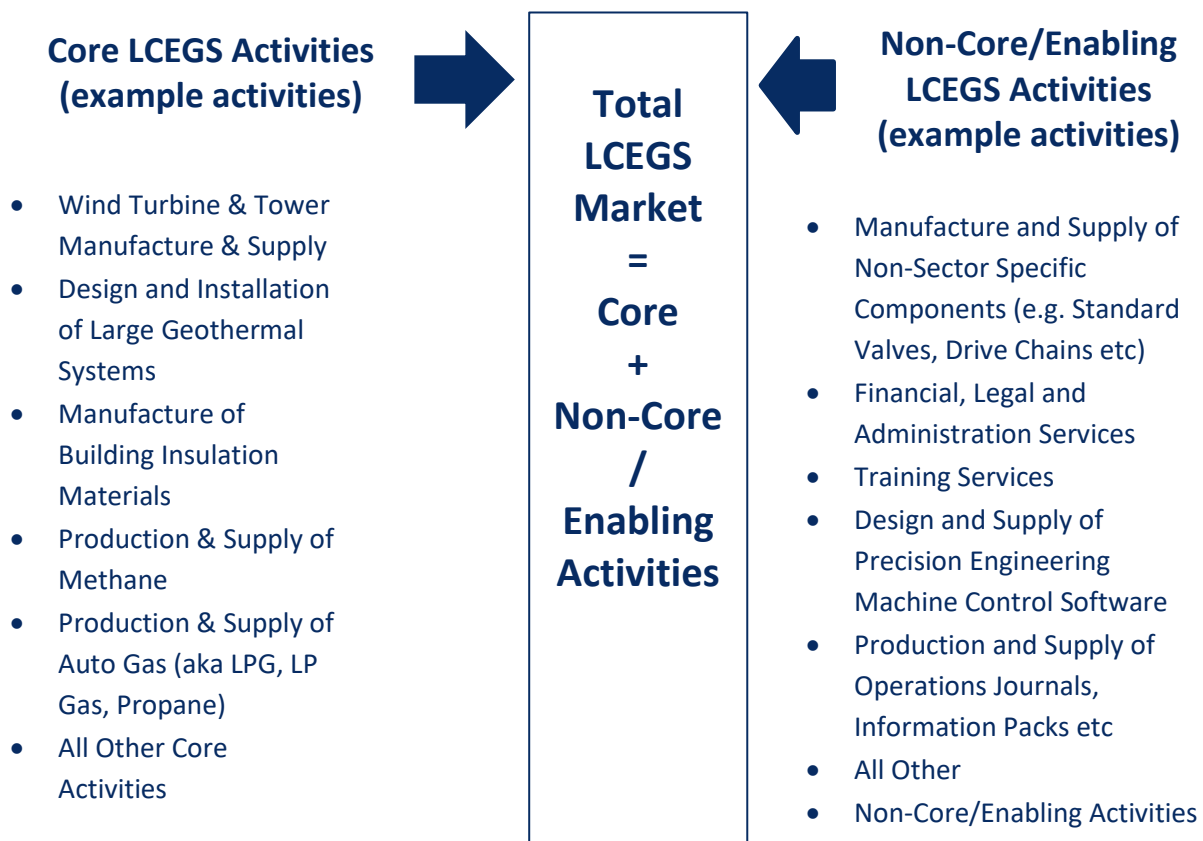 Core LCEGS Activities
(example activities)
• Wind Turbine & Tower
Manufacture & Supply
• Design and Installation
of Large Geothermal
Systems
• Manufacture of
Building Insulation
Materials
• Production & Supply of
Methane
• Production & Supply of
Auto Gas (aka LPG, LP
Gas, Propane)
• All Other Core
Activities
Total
LCEGS
Market
=
Core
+
Non-Core
/
Enabling
Activities
Non-Core/Enabling
LCEGS Activities
(example activities)
• Manufacture and Supply of
Non-Sector Specific
Components (e.g. Standard
Valves, Drive Chains etc)
• Financial, Legal and
Administration Services
• Training Services
• Design and Supply of
Precision Engineering
Machine Control Software
• Production and Supply of
Operations Journals,
Information Packs etc
• All Other
• Non-Core/Enabling Activities